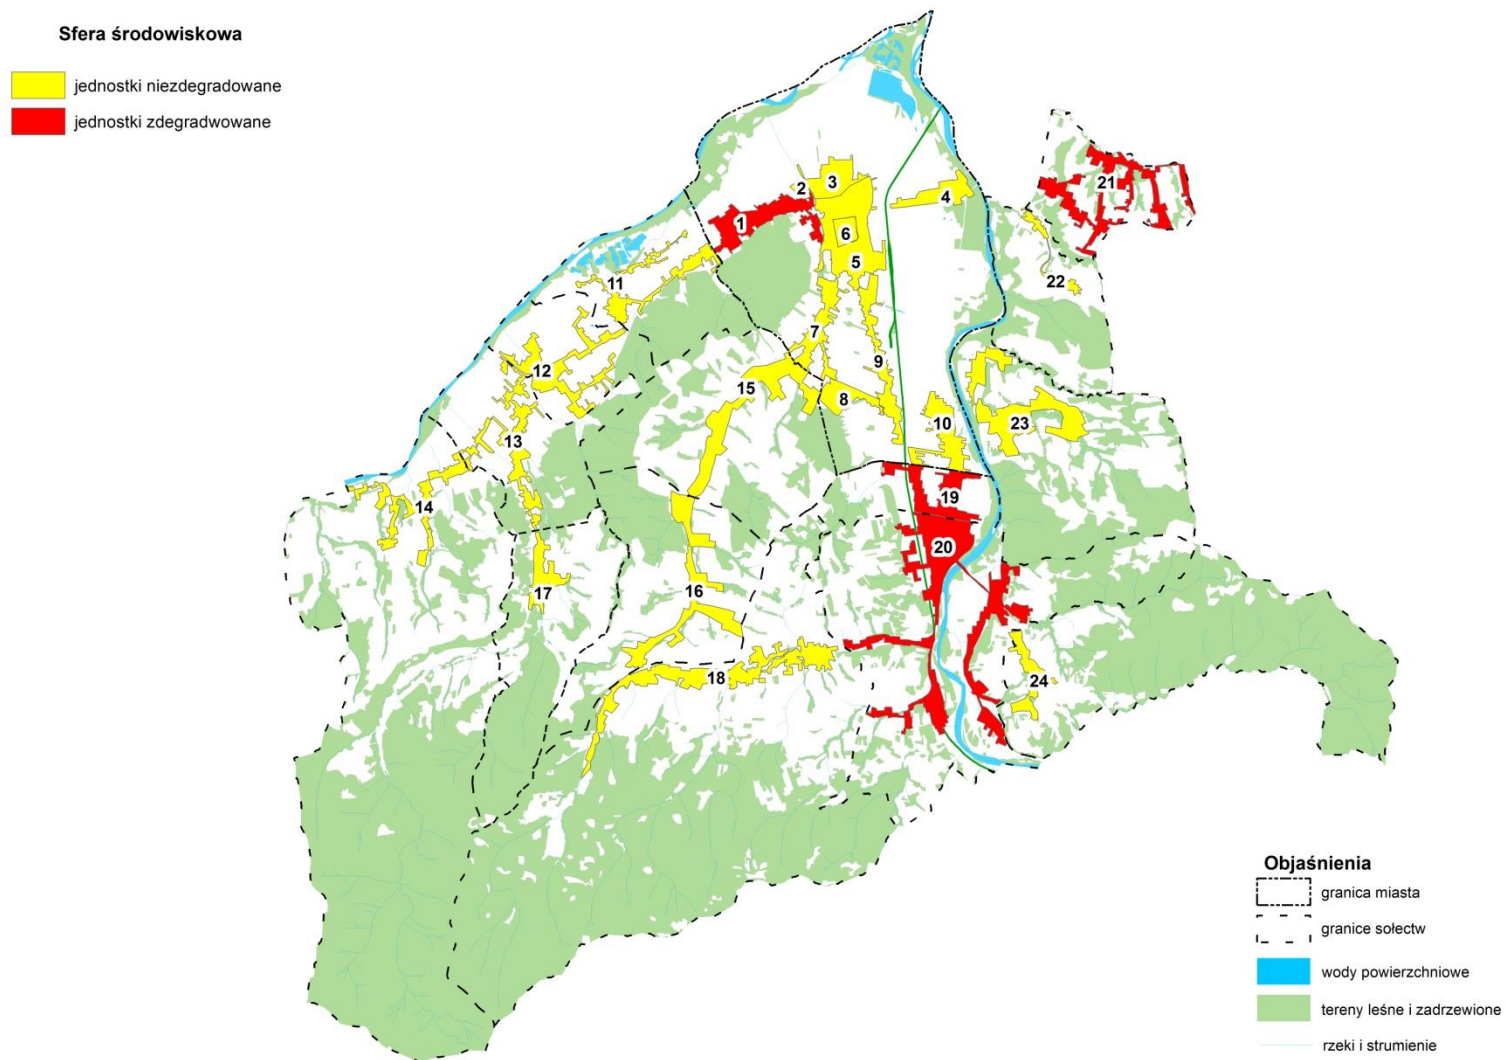 Sfera środowiskowa
jednostki niezdegradowane
jednostki zdegradwowane
1
2
3
4
5
6
7
8
9
10
11
12
13
14
15
16
17
18
19
20
21
22
23
24
Objaśnienia
granica miasta
granice sołectw
wody powierzchniowe
tereny leśne i zadrzewione
rzeki i strumienie